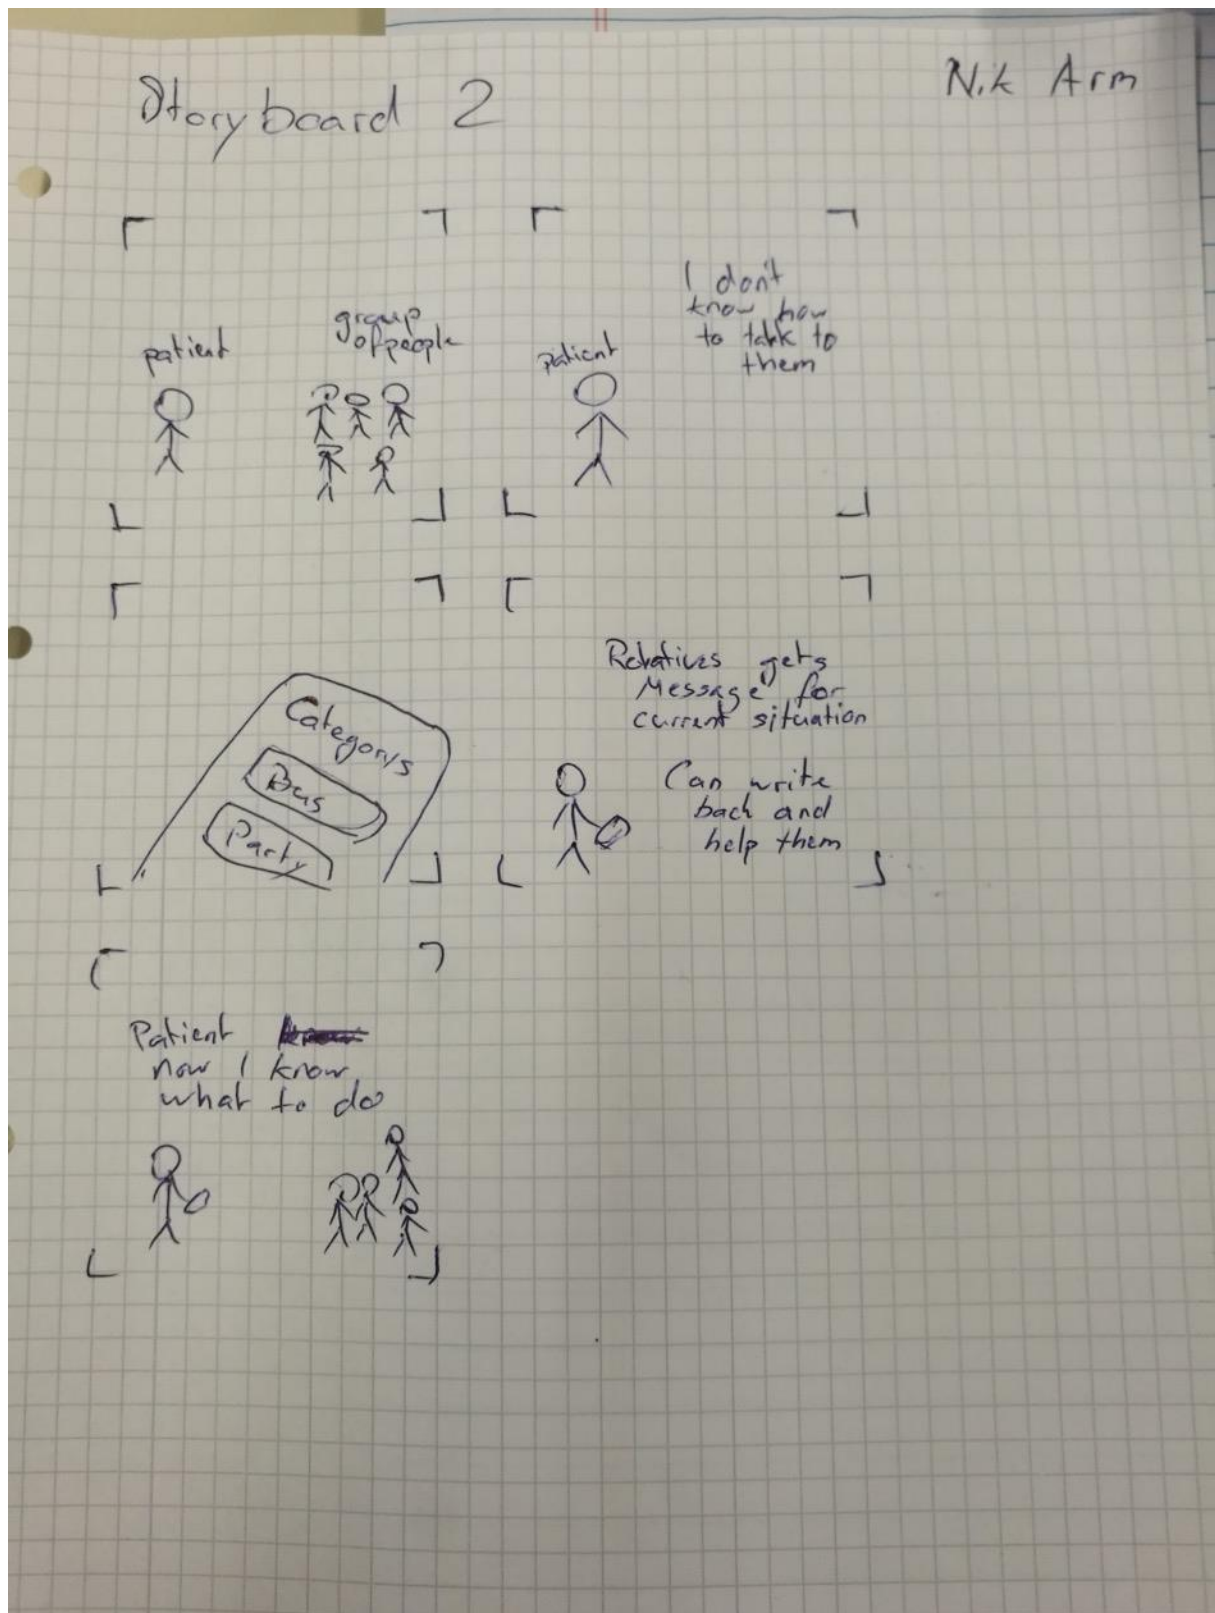 Storyboard 2
Nik Arm
patient
group
of people
patient
I don't
know how
to talk to
them
Categoris
Bus
Party
Relatives gets
Message for
current situation
Can write
back and
help them
Patient
now I know
what to do